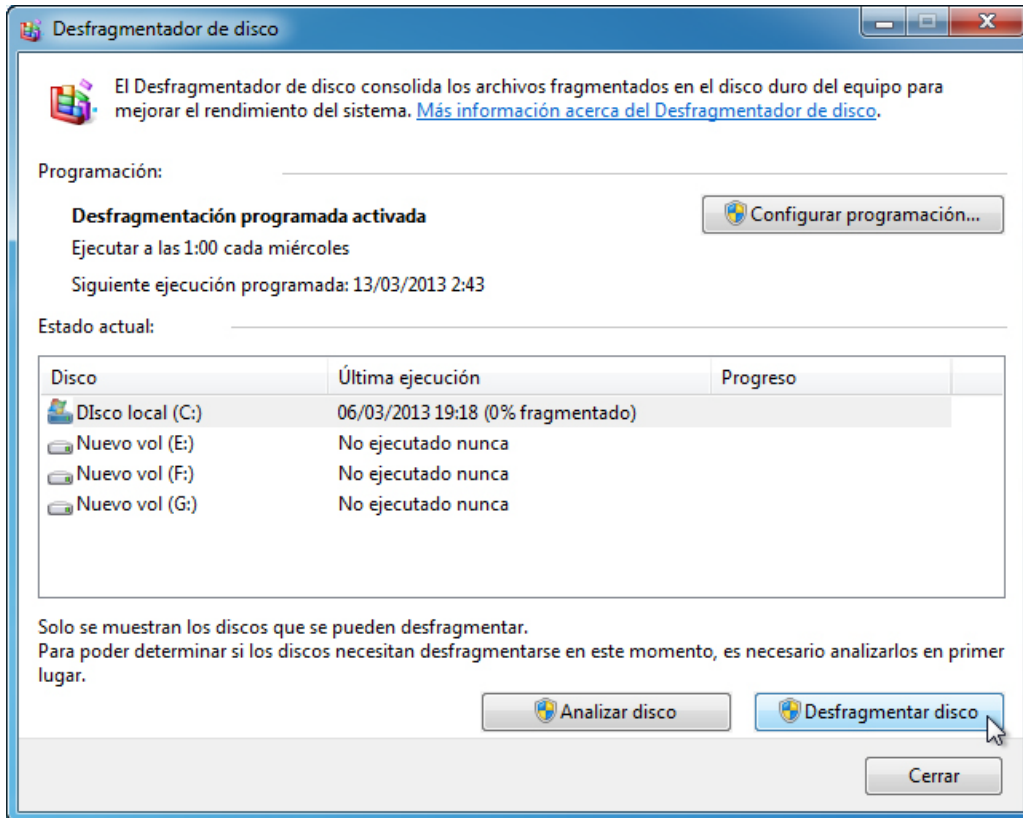 Desfragmentador de disco
El Desfragmentador de disco consolida los archivos fragmentados en el disco duro del equipo para
mejorar el rendimiento del sistema. Más información acerca del Desfragmentador de disco.
Programación:
Desfragmentación programada activada
Configurar programación...
Ejecutar a las 1:00 cada miércoles
Siguiente ejecución programada: 13/03/2013 2:43
Estado actual:
Disco Última ejecución Progreso
DIsco local (C:) 06/03/2013 19:18 (0% fragmentado)
Nuevo vol (E:) No ejecutado nunca
Nuevo vol (F:) No ejecutado nunca
Nuevo vol (G:) No ejecutado nunca
Solo se muestran los discos que se pueden desfragmentar.
Para poder determinar si los discos necesitan desfragmentarse en este momento, es necesario analizarlos en primer
lugar.
Analizar disco Desfragmentar disco
Cerrar